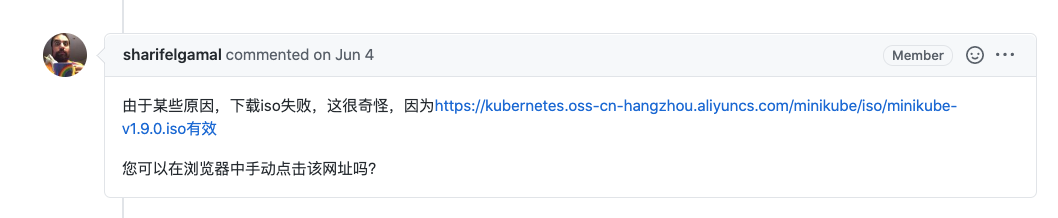 sharifelgamal commented on Jun 4
Member
由于某些原因，下载iso失败，这很奇怪，因为https://kubernetes.oss-cn-hangzhou.aliyuncs.com/minikube/iso/minikube-
v1.9.0.iso有效
您可以在浏览器中手动点击该网址吗?